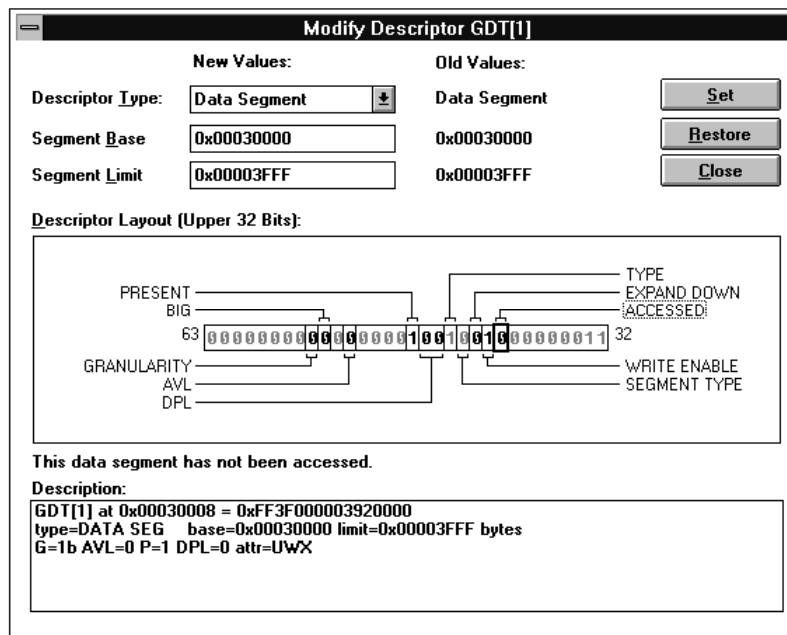 Modify Descriptor GDT[1]
New Values: Old Values:
Descriptor Type: Data Segment Data Segment Set
Segment Base 0x00030000 0x00030000 Restore
Segment Limit 0x00003FFF 0x00003FFF Close
Descriptor Layout (Upper 32 Bits):
TYPE
PRESENT EXPAND DOWN
BIG ACCESSED
63 00000000000000001001001000000011 32
GRANULARITY WRITE ENABLE
AVL SEGMENT TYPE
DPL
This data segment has not been accessed.
Description:
GDT[1] at 0x00030008 = 0xFF3F000003920000
type=DATA SEG base=0x00030000 limit=0x00003FFF bytes
G=1b AVL=0 P=1 DPL=0 attr=UWX